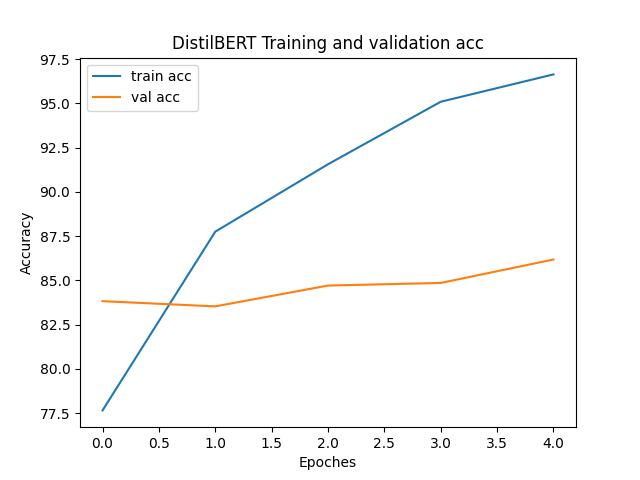 DistilBERT Training and validation acc
97.5
95.0
92.5
90.0
87.5
85.0
82.5
80.0
77.5
Accuracy
train acc
val acc
0.0 0.5 1.0 1.5 2.0 2.5 3.0 3.5 4.0
Epoches